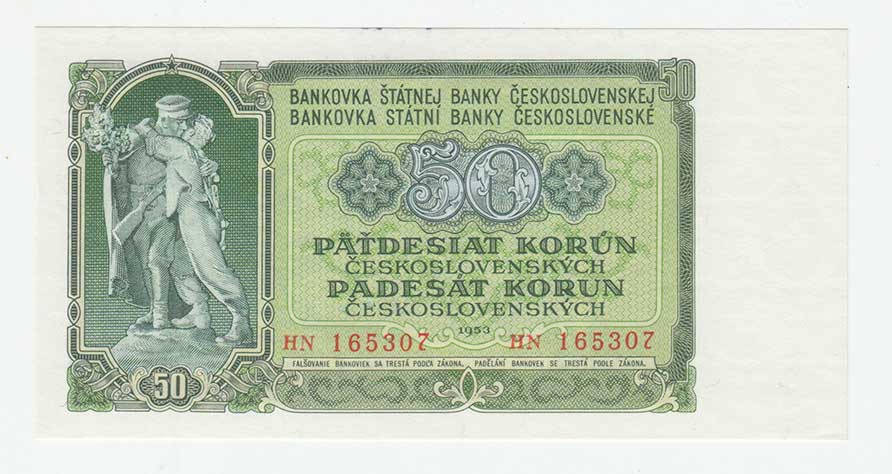 50
BANKOVKA ŠTÁTNEJ BANKY ČESKOSLOVENSKEJ
BANKOVKA STÁTNÍ BANKY ČESKOSLOVENSKÉ
50
PÄŤDESIAT KORÚN
ČESKOSLOVENSKÝCH
PADESÁT KORUN
ČESKOSLOVENSKÝCH
1953
HN 165307 HN 165307
FALŠOVANIE BANKOVIEK SA TRESTÁ PODĽA ZÁKONA. PADĚLÁNÍ BANKOVEK SE TRESTÁ PODLE ZÁKONA.
50